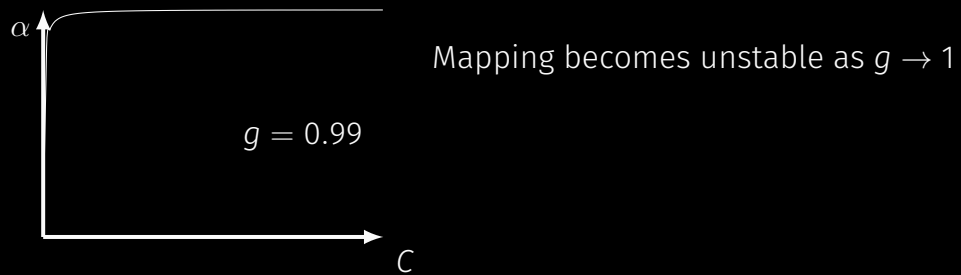 α
Mapping becomes unstable as g → 1
g = 0.99
C